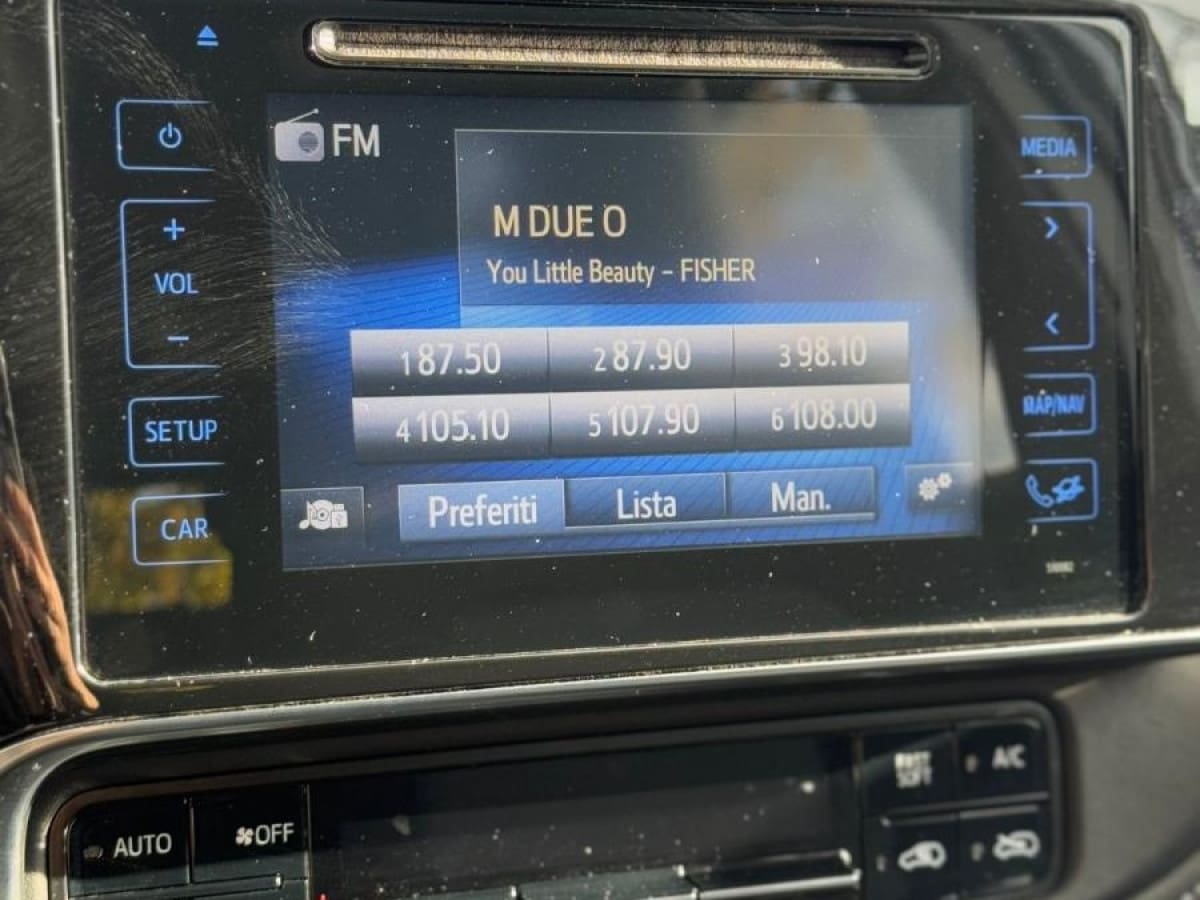 FM
MEDIA
M DUE O
You Little Beauty - FISHER
+
VOL
-
1 87.50 2 87.90 3 98.10
4 105.10 5 107.90 6 108.00
SETUP
MAP/NAV
Preferiti Lista Man.
CAR
AUTO OFF
A/C